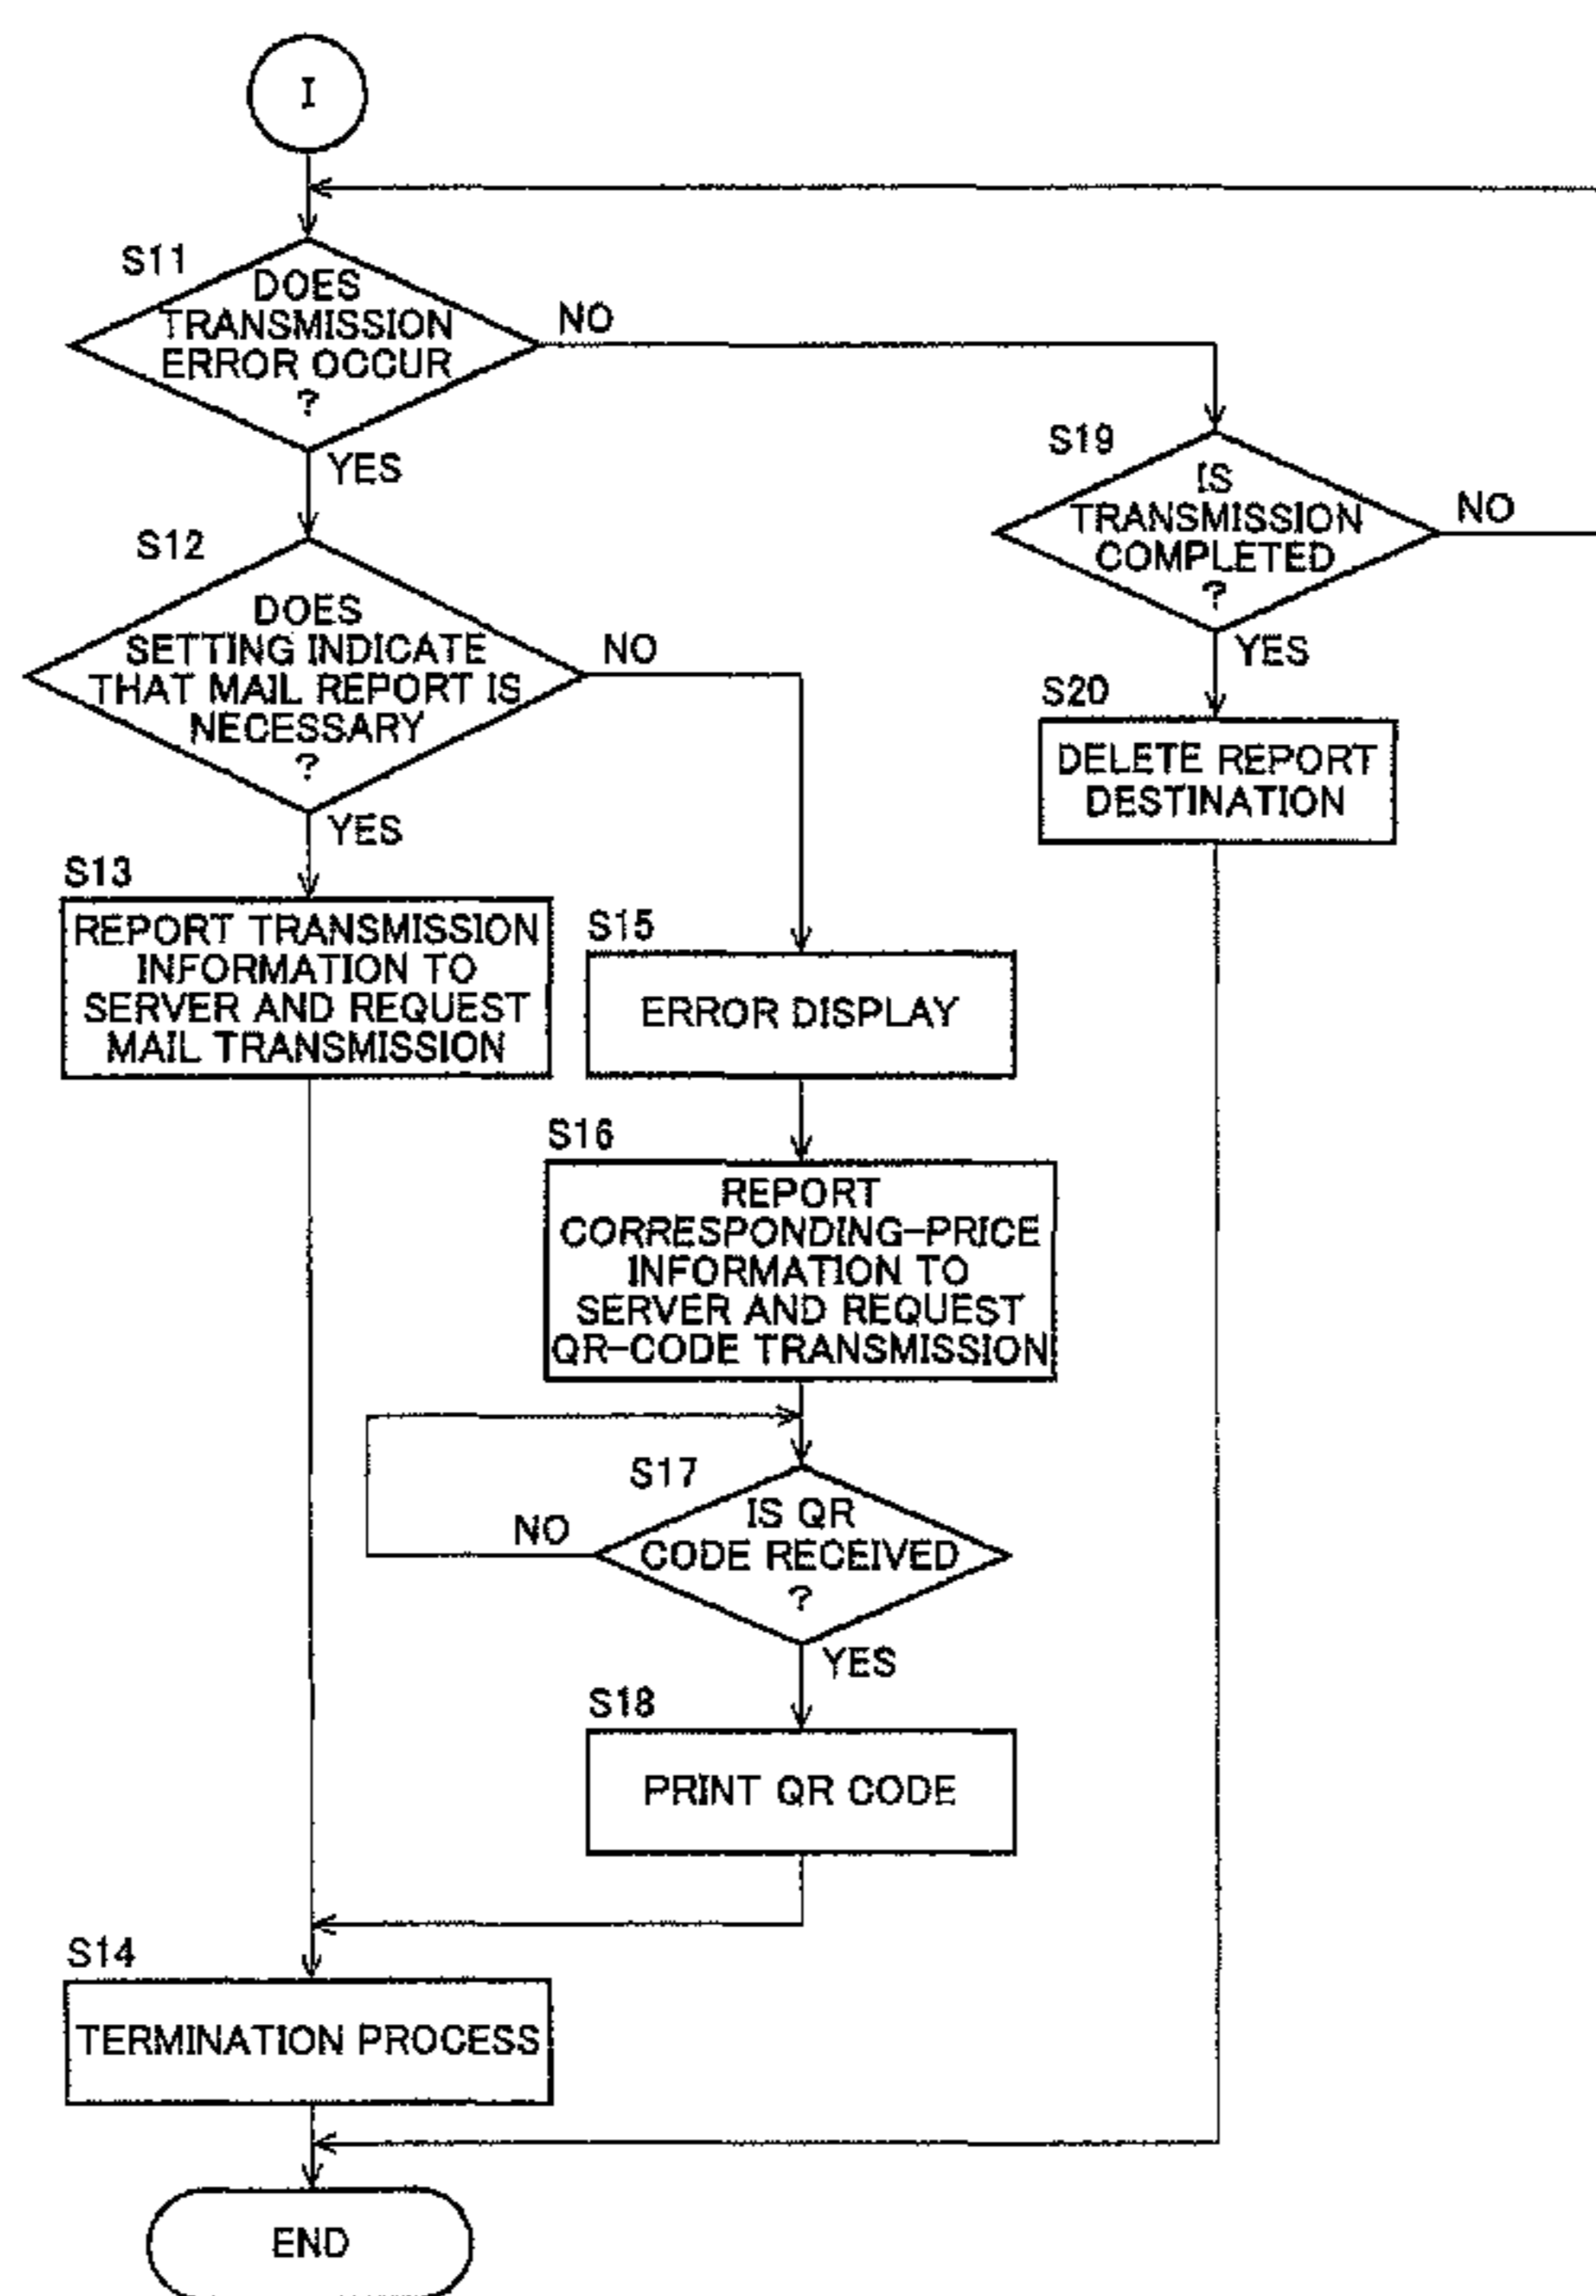 I
S11
DOES
TRANSMISSION
ERROR OCCUR
?
NO
YES
S12
DOES
SETTING INDICATE
THAT MAIL REPORT IS
NECESSARY
?
NO
YES
S13
REPORT TRANSMISSION
INFORMATION TO
SERVER AND REQUEST
MAIL TRANSMISSION
S15
ERROR DISPLAY
S16
REPORT
CORRESPONDING-PRICE
INFORMATION TO
SERVER AND REQUEST
QR-CODE TRANSMISSION
S17
IS QR
CODE RECEIVED
?
NO
YES
S18
PRINT QR CODE
S14
TERMINATION PROCESS
S19
IS
TRANSMISSION
COMPLETED
?
NO
YES
S20
DELETE REPORT
DESTINATION
END